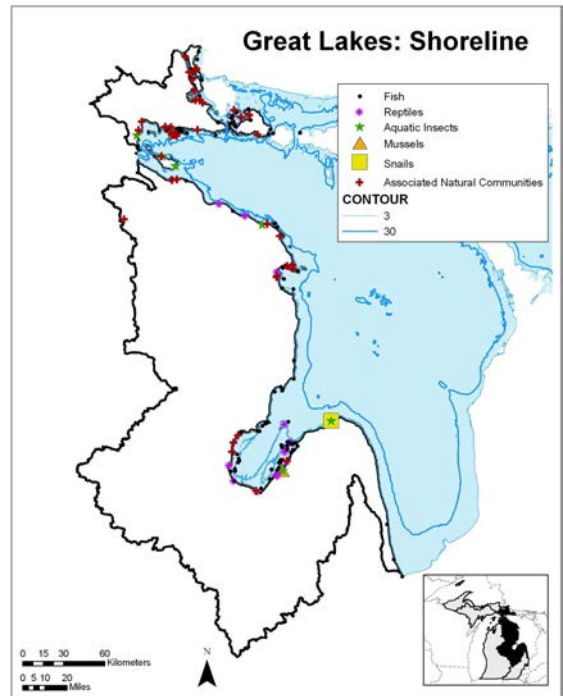 Great Lakes: Shoreline
Fish
Reptiles
Aquatic Insects
Mussels
Snails
Associated Natural Communities
CONTOUR
3
30
0 15 30 60
Kilometers
0 5 10 20
Miles
N